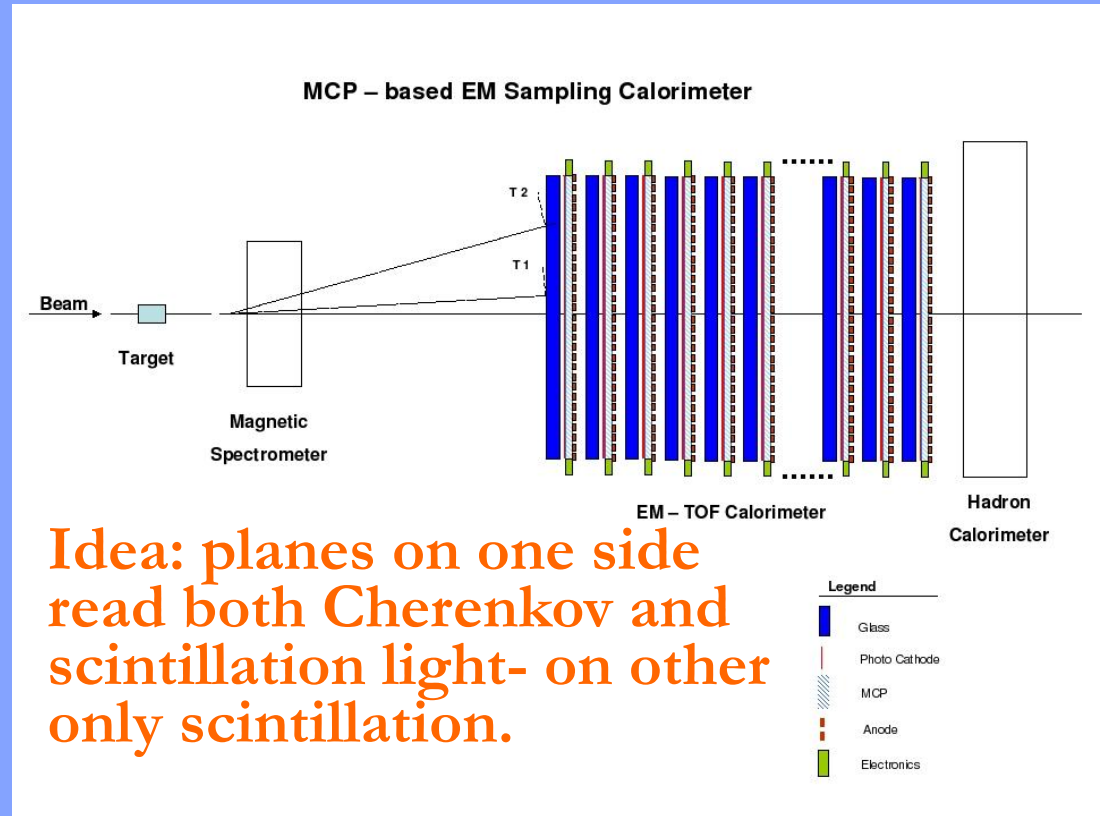 MCP – based EM Sampling Calorimeter
T 2
T 1
Beam
Target
Magnetic
Spectrometer
EM – TOF Calorimeter
Hadron
Calorimeter
Idea: planes on one side
read both Cherenkov and
scintillation light- on other
only scintillation.
Legend
Glass
Photo Cathode
MCP
Anode
Electronics